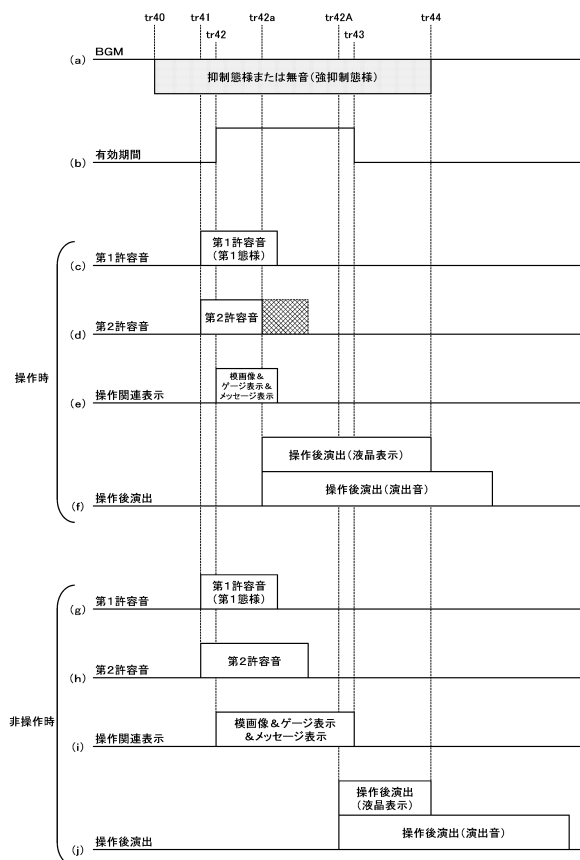 tr40
tr41
tr42a
tr42A
tr44
tr42
tr43
(a)
BGM
抑制態様または無音(強抑制態様)
(b)
有効期間
操作時
(c)
第1許容音
第1許容音
(第1態様)
(d)
第2許容音
第2許容音
(e)
操作関連表示
模画像&
ゲージ表示&
メッセージ表示
操作後演出(液晶表示)
(f)
操作後演出
操作後演出(演出音)
非操作時
(g)
第1許容音
第1許容音
(第1態様)
(h)
第2許容音
第2許容音
(i)
操作関連表示
模画像&ゲージ表示
&メッセージ表示
操作後演出
(液晶表示)
(j)
操作後演出
操作後演出(演出音)